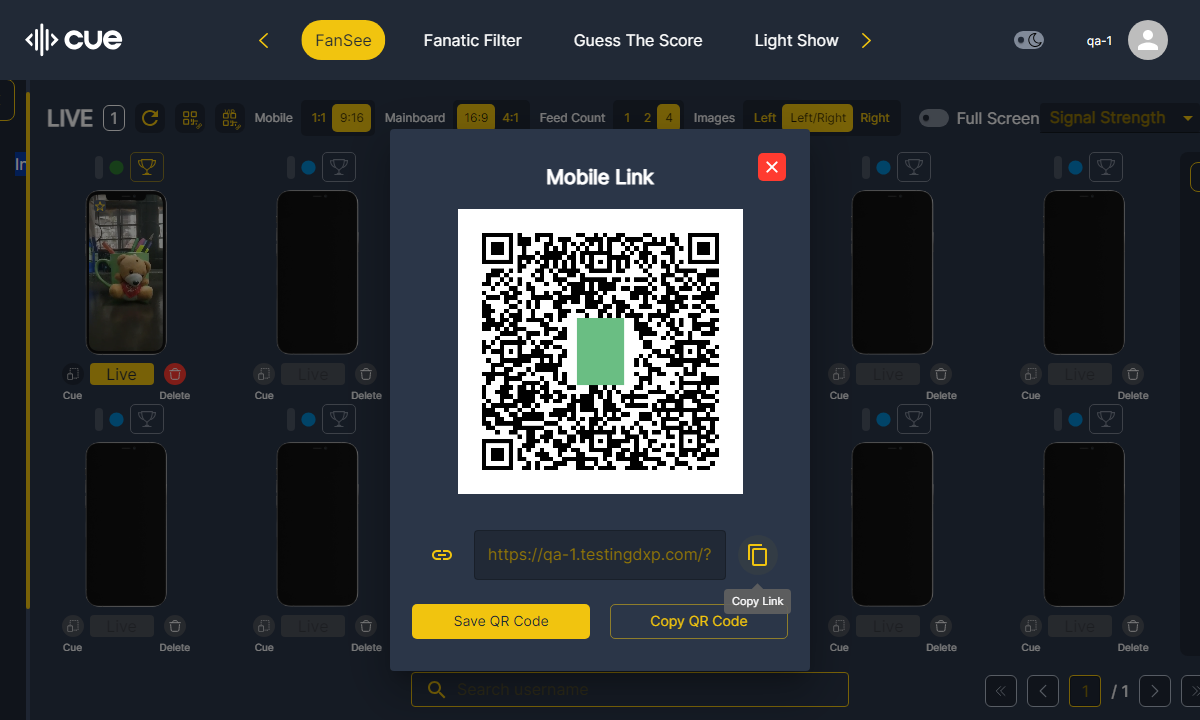 cue
FanSee
Fanatic Filter
Guess The Score
Light Show
qa-1
LIVE 1
Mobile 1:1 9:16
Mainboard 16:9 4:1
Feed Count 1 2 4
Images Left Left/Right Right
Full Screen
Signal Strength
In
Mobile Link
Live Live Live Live
Cue Delete Cue Delete Cue Delete Cue Delete
https://qa-1.testingdxp.com/?
Copy Link
Save QR Code
Copy QR Code
Live Live Live Live
Cue Delete Cue Delete Cue Delete Cue Delete
Search username
1 / 1